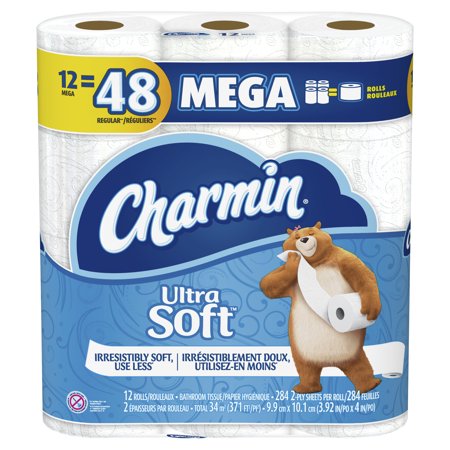 12 = 48 MEGA = ROLLS
MEGA ROULEAUX
REGULAR*/RÉGULIERS**
Charmin®
Ultra
Soft™
IRRESISTIBLY SOFT, IRRÉSISTIBLEMENT DOUX,
USE LESS* UTILISEZ-EN MOINS*
12 ROLLS/ROULEAUX - BATHROOM TISSUE/PAPIER HYGIÉNIQUE - 284 2-PLY SHEETS PER ROLL/284 FEUILLES
2 ÉPAISSEURS PAR ROULEAU - TOTAL 34 m² (371 FT²/PI²) - 9.9 cm x 10.1 cm (3.92 IN/PO x 4 IN/PO)